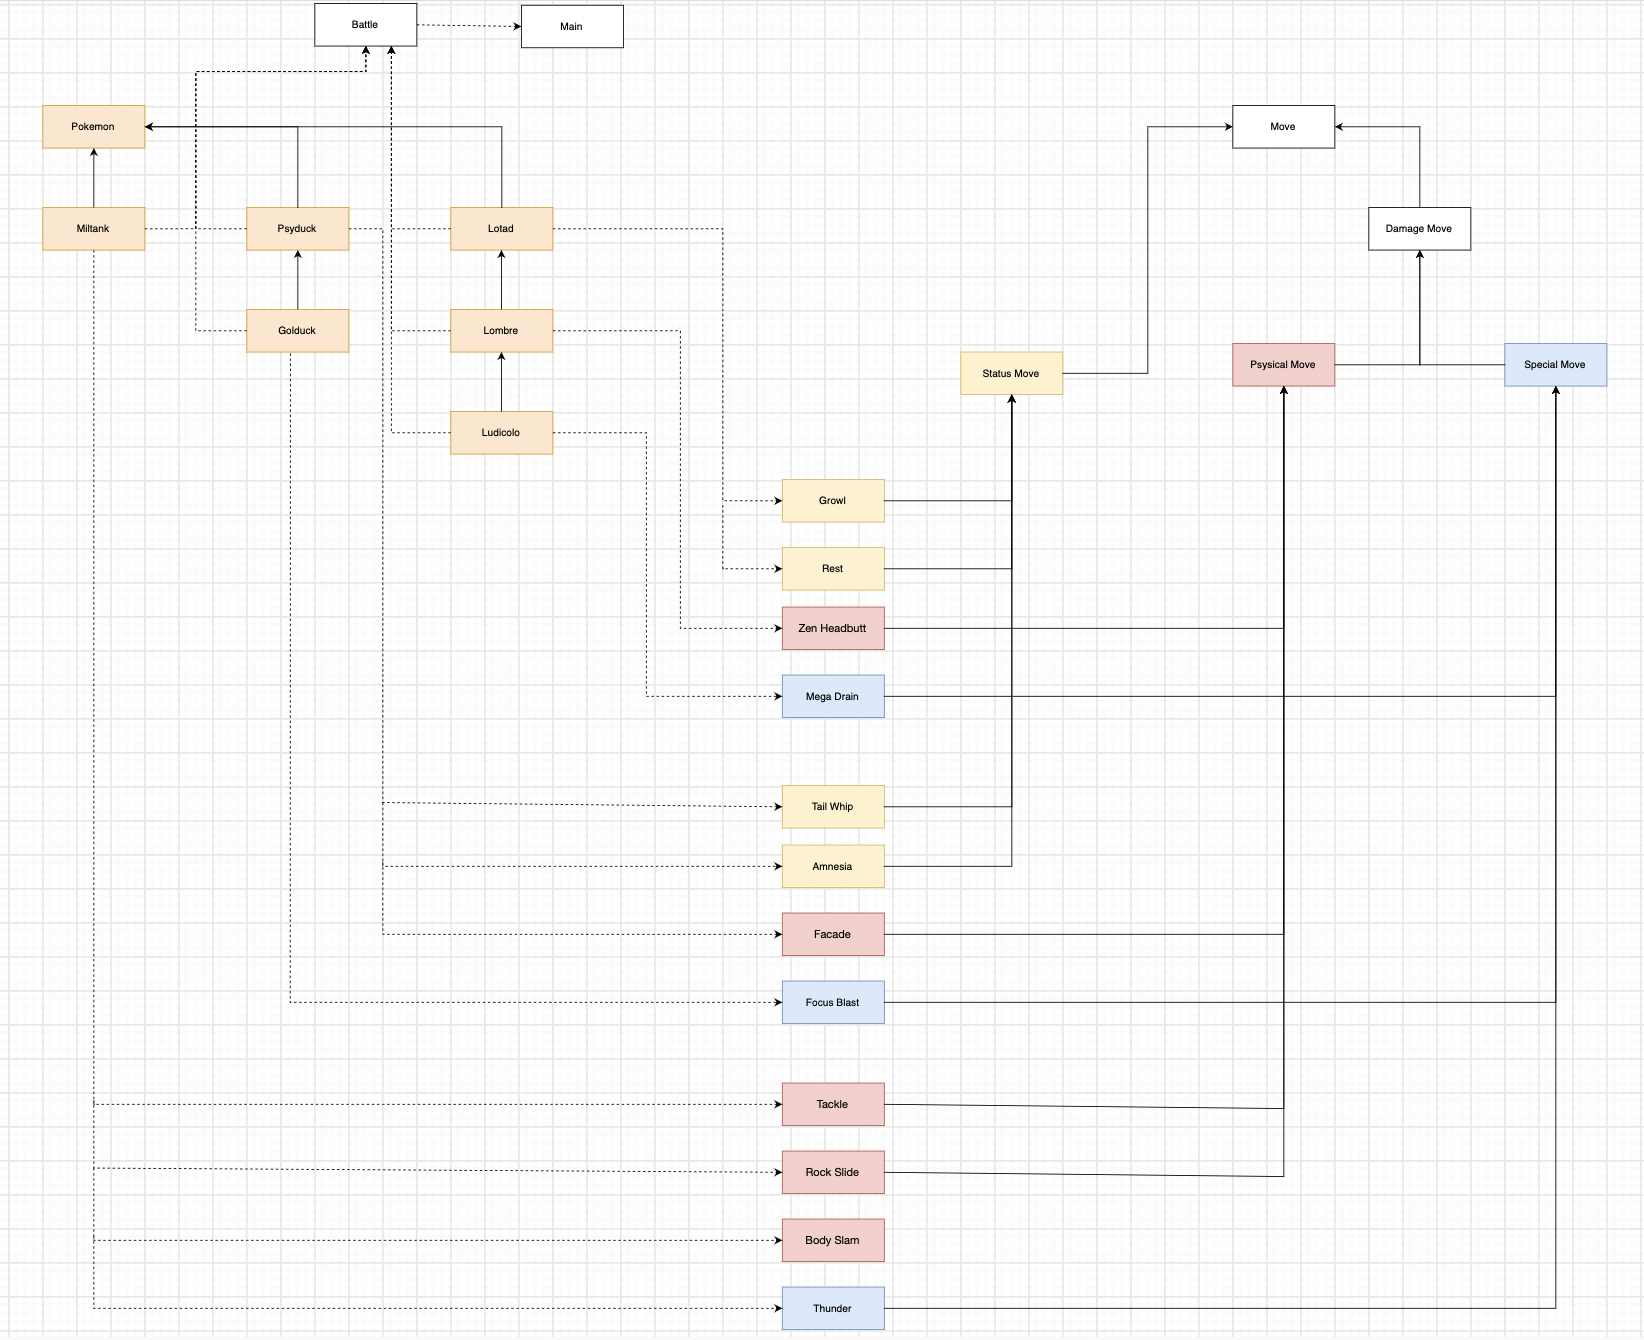 Battle
Main
Pokemon
Move
Miltank
Psyduck
Lotad
Damage Move
Golduck
Lombre
Status Move
Psysical Move
Special Move
Ludicolo
Growl
Rest
Zen Headbutt
Mega Drain
Tail Whip
Amnesia
Facade
Focus Blast
Tackle
Rock Slide
Body Slam
Thunder